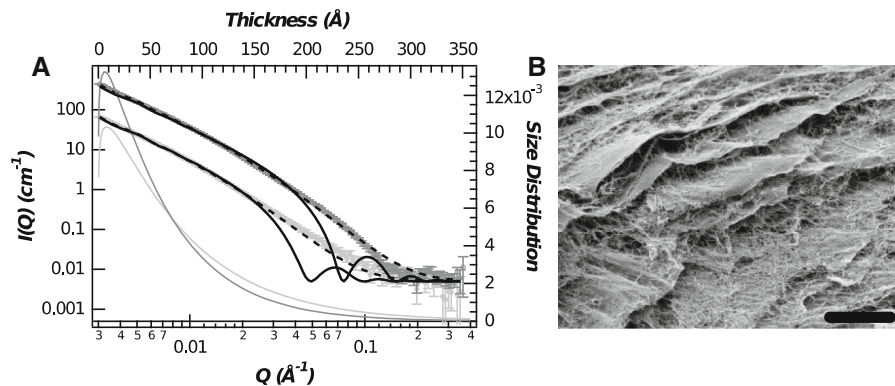 Thickness (Å)
0 50 100 150 200 250 300 350
A
B
100
10
1
0.1
0.01
0.001
I(Q) (cm⁻¹)
12x10⁻³
10
8
6
4
2
0
Size Distribution
3 4 5 6 7 2 3 4 5 6 7 2 3 4
0.01 0.1
Q (Å⁻¹)